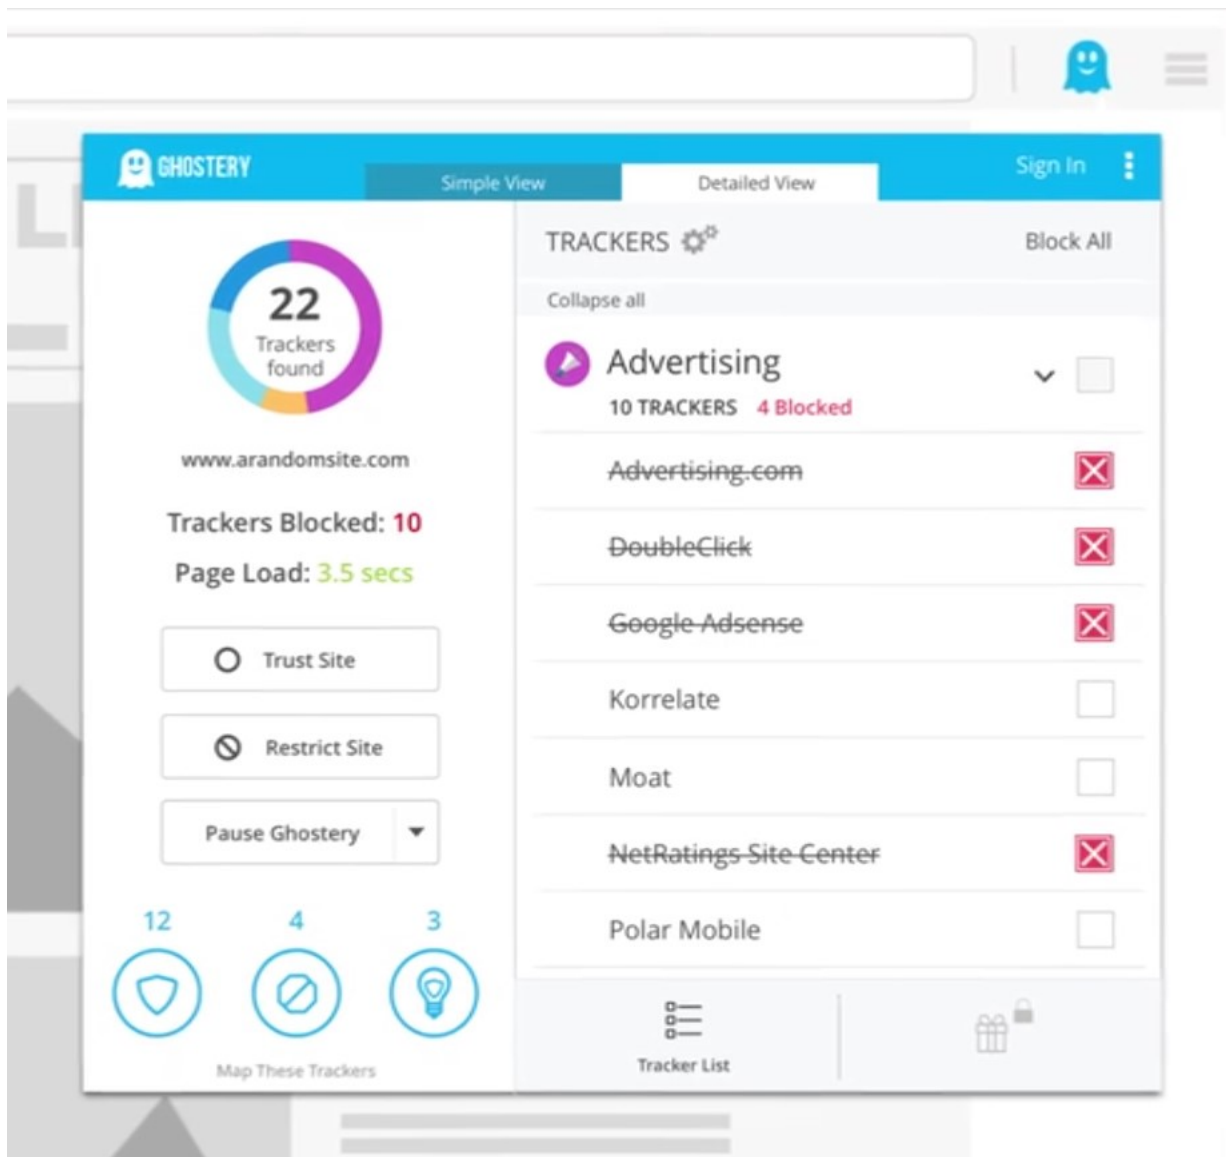 GHOSTERY
Simple View
Detailed View
Sign In
22
Trackers
found
www.arandomsite.com
Trackers Blocked: 10
Page Load: 3.5 secs
Trust Site
Restrict Site
Pause Ghostery
12 4 3
Map These Trackers
TRACKERS
Block All
Collapse all
Advertising
10 TRACKERS 4 Blocked
Advertising.com
DoubleClick
Google Adsense
Korrelate
Moat
NetRatings Site Center
Polar Mobile
Tracker List